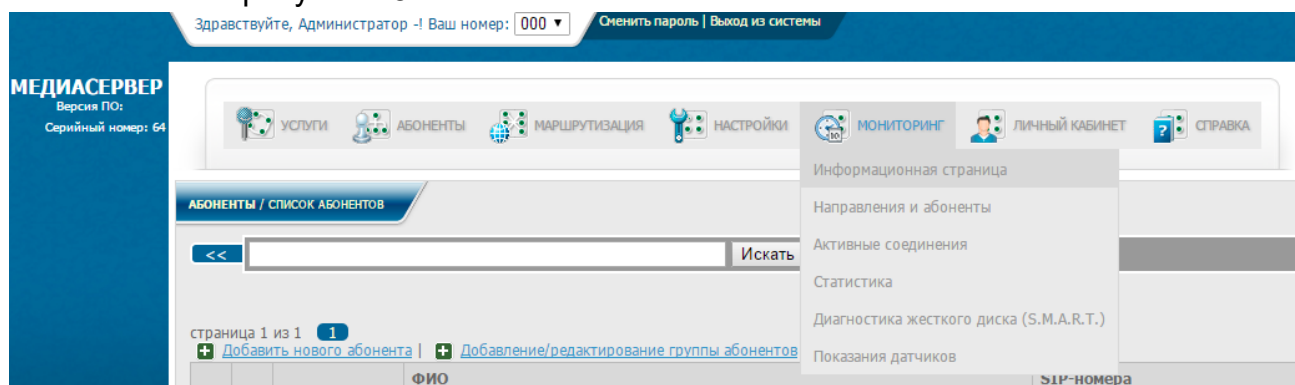 Здравствуйте, Администратор -! Ваш номер: 000 ▼ Сменить пароль | Выход из системы
МЕДИАСЕРВЕР
Версия ПО:
Серийный номер: 64
УСЛУГИ АБОНЕНТЫ МАРШРУТИЗАЦИЯ НАСТРОЙКИ МОНИТОРИНГ ЛИЧНЫЙ КАБИНЕТ СПРАВКА
Информационная страница
Направления и абоненты
Активные соединения
Статистика
Диагностика жесткого диска (S.M.A.R.T.)
Показания датчиков
АБОНЕНТЫ / СПИСОК АБОНЕНТОВ
<< Искать
страница 1 из 1 1
Добавить нового абонента | Добавление/редактирование группы абонентов
ФИО SIP-номера